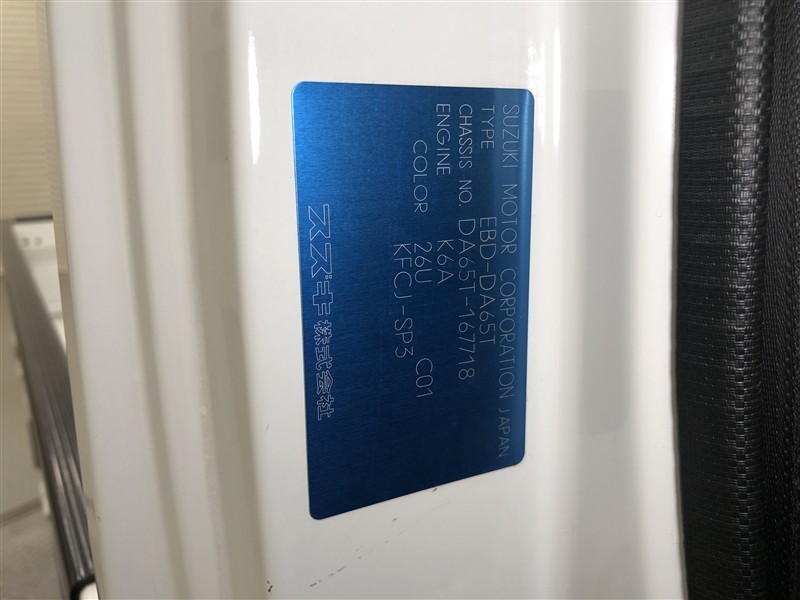 SUZUKI MOTOR CORPORATION JAPAN
TYPE EBD-DA65T
CHASSIS NO. DA65T-167718
ENGINE K6A
COLOR 26U C01
KFCJ-SP3
スズキ株式会社